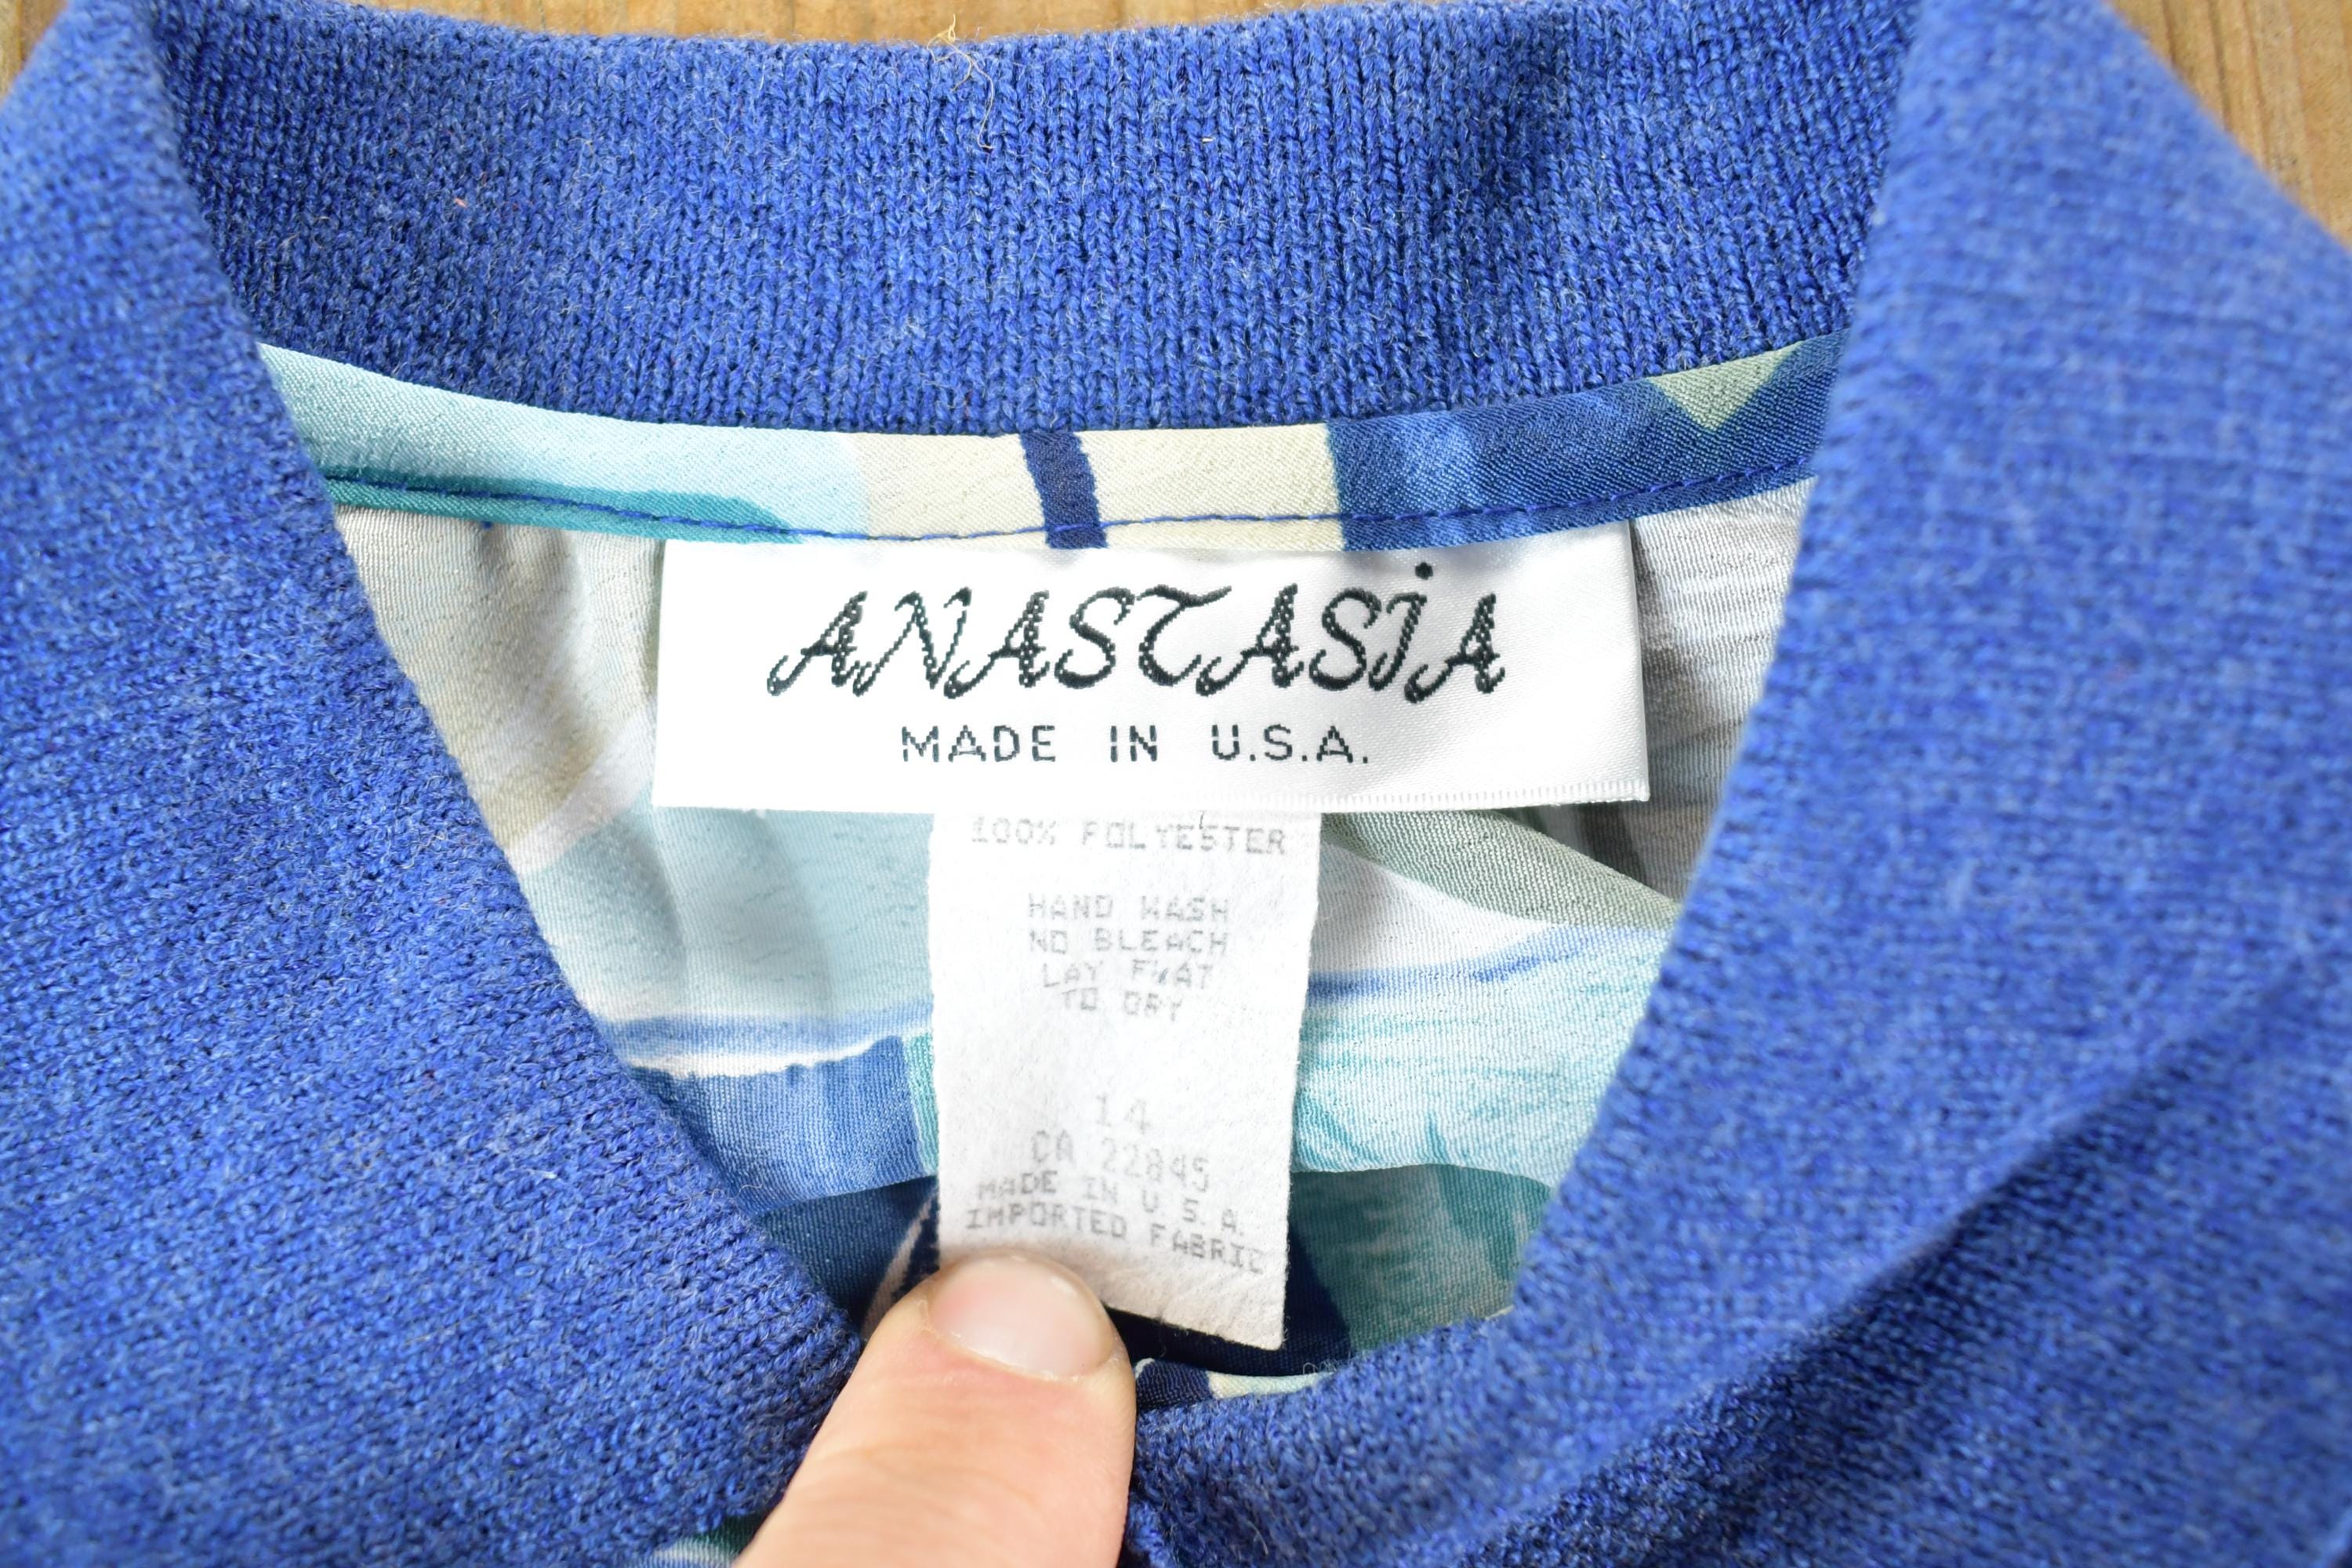 ANASTASiA
MADE IN U.S.A.
100% POLYESTER
HAND WASH
NO BLEACH
LAY FLAT
TO DRY
14
CA 22845
MADE IN U.S.A.
IMPORTED FABRIC